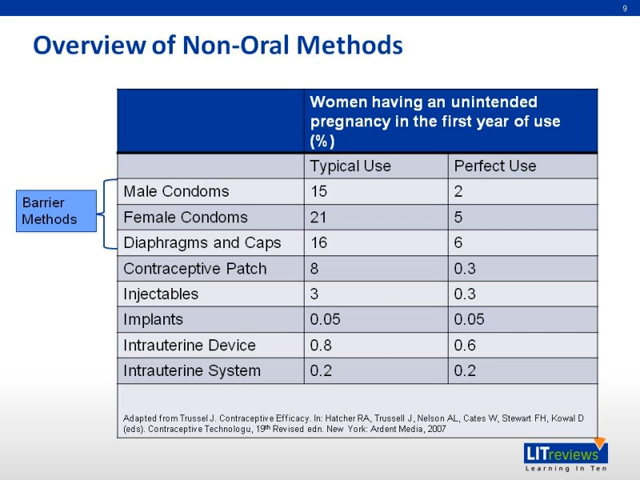 9
Overview of Non-Oral Methods
Women having an unintended
pregnancy in the first year of use
(%)
Typical Use Perfect Use
Barrier
Methods
Male Condoms 15 2
Female Condoms 21 5
Diaphragms and Caps 16 6
Contraceptive Patch 8 0.3
Injectables 3 0.3
Implants 0.05 0.05
Intrauterine Device 0.8 0.6
Intrauterine System 0.2 0.2
Adapted from Trussel J. Contraceptive Efficacy. In: Hatcher RA, Trussell J, Nelson AL, Cates W, Stewart FH, Kowal D
(eds). Contraceptive Technologu, 19th Revised edn. New York: Ardent Media, 2007
LITreviews
Learning In Ten